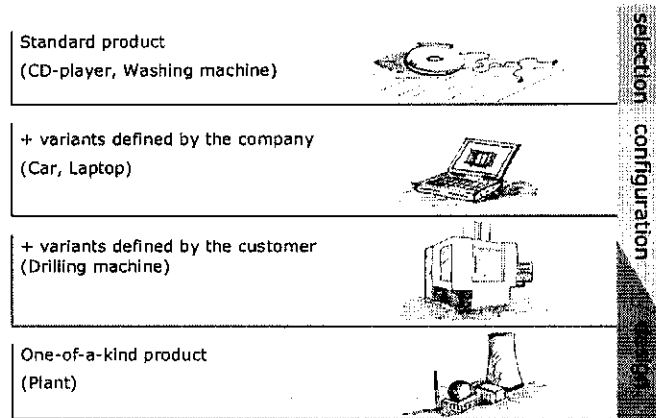 Standard product
(CD-player, Washing machine)
+ variants defined by the company
(Car, Laptop)
+ variants defined by the customer
(Drilling machine)
One-of-a-kind product
(Plant)
selection
configuration
design